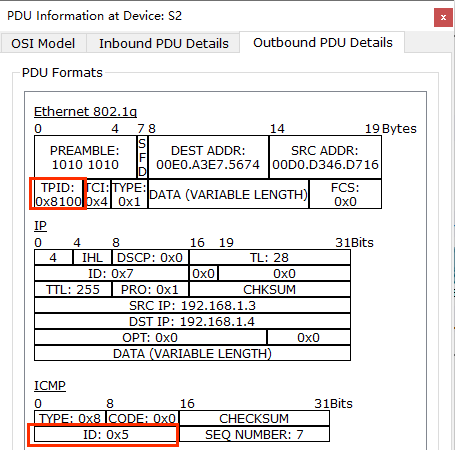 PDU Information at Device: S2
x
OSI Model Inbound PDU Details Outbound PDU Details
PDU Formats
Ethernet 802.1q
0 4 7 8 14 19 Bytes
PREAMBLE: 1010 1010 SFD DEST ADDR: 00E0.A3E7.5674 SRC ADDR: 00D0.D346.D716
TPID: 0x8100 TCI: 0x4 TYPE: 0x1 DATA (VARIABLE LENGTH) FCS: 0x0
IP
0 4 8 16 19 31 Bits
4 IHL DSCP: 0x0 TL: 28
ID: 0x7 0x0 0x0
TTL: 255 PRO: 0x1 CHKSUM
SRC IP: 192.168.1.3
DST IP: 192.168.1.4
OPT: 0x0 0x0
DATA (VARIABLE LENGTH)
ICMP
0 8 16 31 Bits
TYPE: 0x8 CODE: 0x0 CHECKSUM
ID: 0x5 SEQ NUMBER: 7